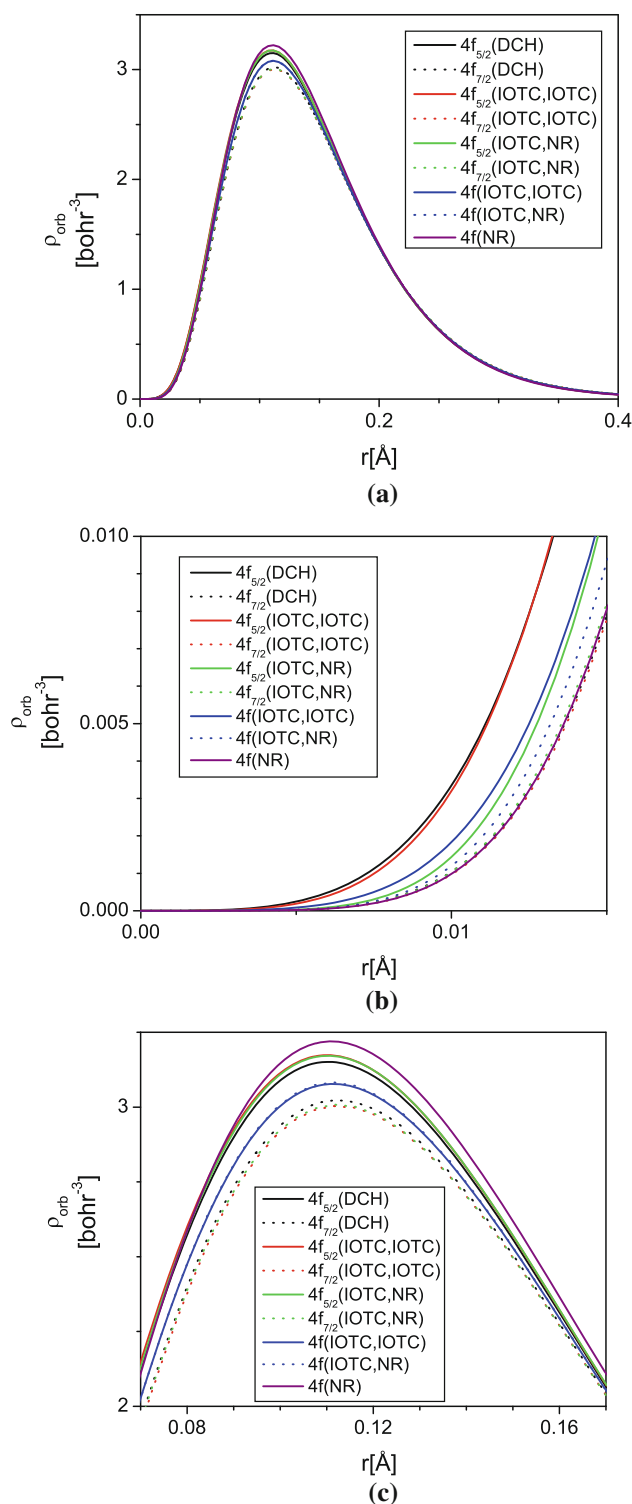 ρorb
[bohr-3]
3
2
1
0
4f5/2(DCH)
4f7/2(DCH)
4f5/2(IOTC,IOTC)
4f7/2(IOTC,IOTC)
4f5/2(IOTC,NR)
4f7/2(IOTC,NR)
4f(IOTC,IOTC)
4f(IOTC,NR)
4f(NR)
0.0
0.2
0.4
r[Å]
(a)
ρorb
[bohr-3]
0.010
0.005
0.000
4f5/2(DCH)
4f7/2(DCH)
4f5/2(IOTC,IOTC)
4f7/2(IOTC,IOTC)
4f5/2(IOTC,NR)
4f7/2(IOTC,NR)
4f(IOTC,IOTC)
4f(IOTC,NR)
4f(NR)
0.00
0.01
r[Å]
(b)
ρorb
[bohr-3]
3
2
4f5/2(DCH)
4f7/2(DCH)
4f5/2(IOTC,IOTC)
4f7/2(IOTC,IOTC)
4f5/2(IOTC,NR)
4f7/2(IOTC,NR)
4f(IOTC,IOTC)
4f(IOTC,NR)
4f(NR)
0.08
0.12
0.16
r[Å]
(c)